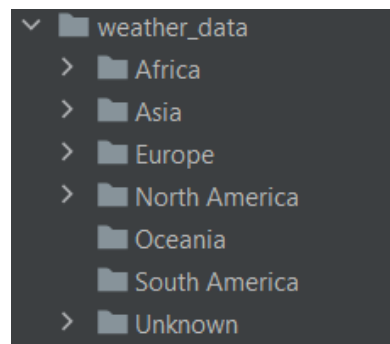 weather_data
Africa
Asia
Europe
North America
Oceania
South America
Unknown